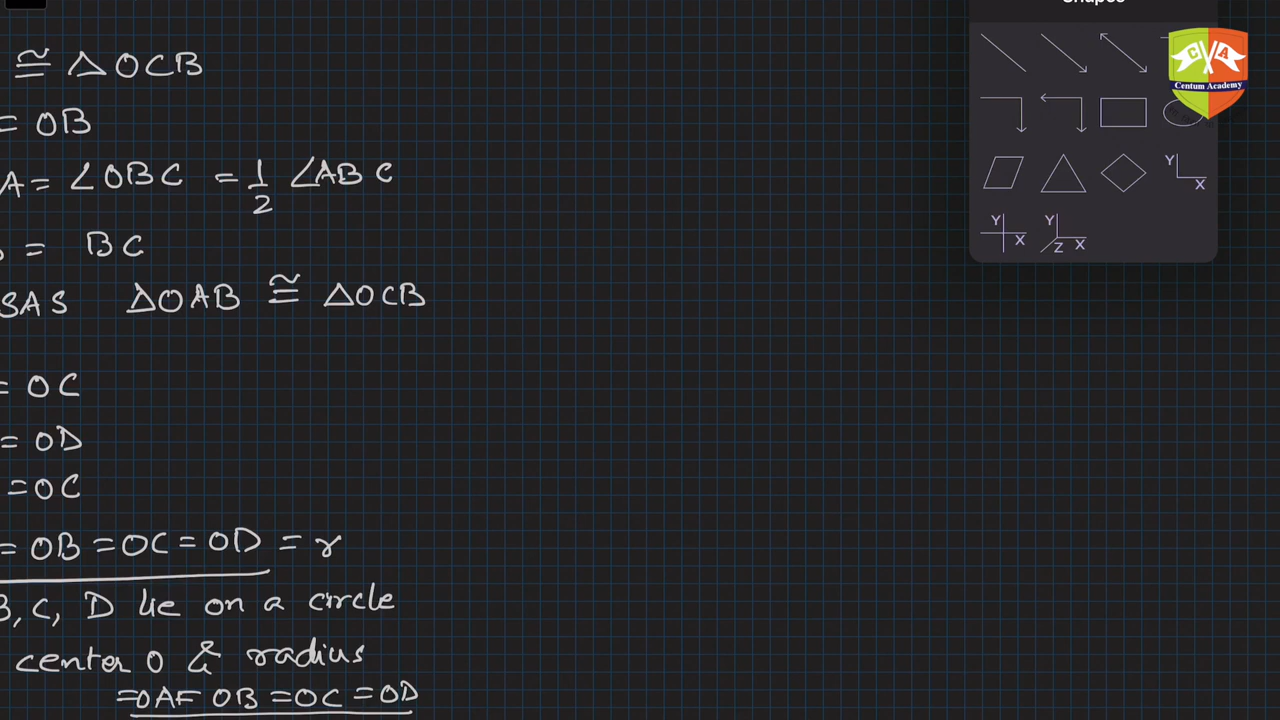 Shapes
≅ △OCB
= OB
A = ∠OBC = 1/2 ∠ABC
= BC
SAS △OAB ≅ △OCB
= OC
= OD
= OC
= OB = OC = OD = r
B, C, D lie on a circle
center O & radius
= OA = OB = OC = OD
C A
Centum Academy
Y
X
Y
X
Y
Z X